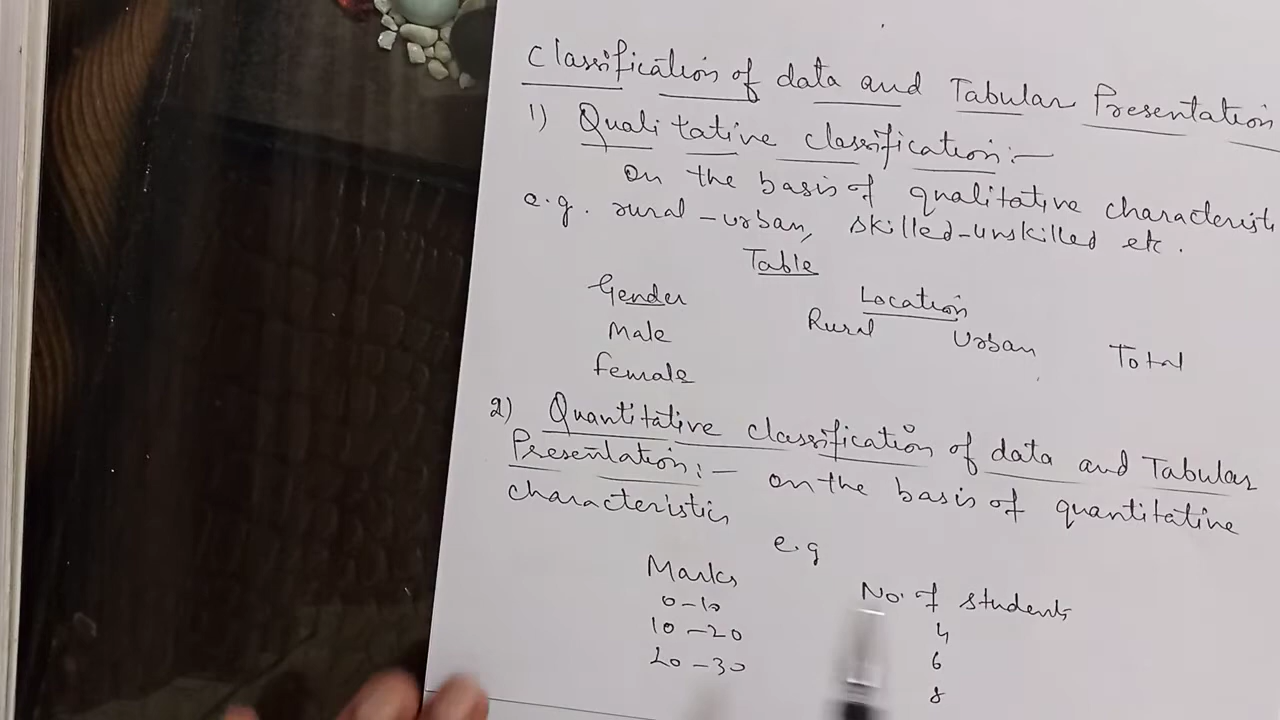 Classification of data and Tabular Presentation
1) Qualitative classification:-
on the basis of qualitative characteristi
e.g. rural-urban, skilled-unskilled etc.
Table
Gender Location
Male Rural Urban Total
Female
2) Quantitative classification of data and Tabular
Presentation:- on the basis of quantitative
characteristics
e.g
Marks No. of students
0-10 4
10-20 6
20-30 8